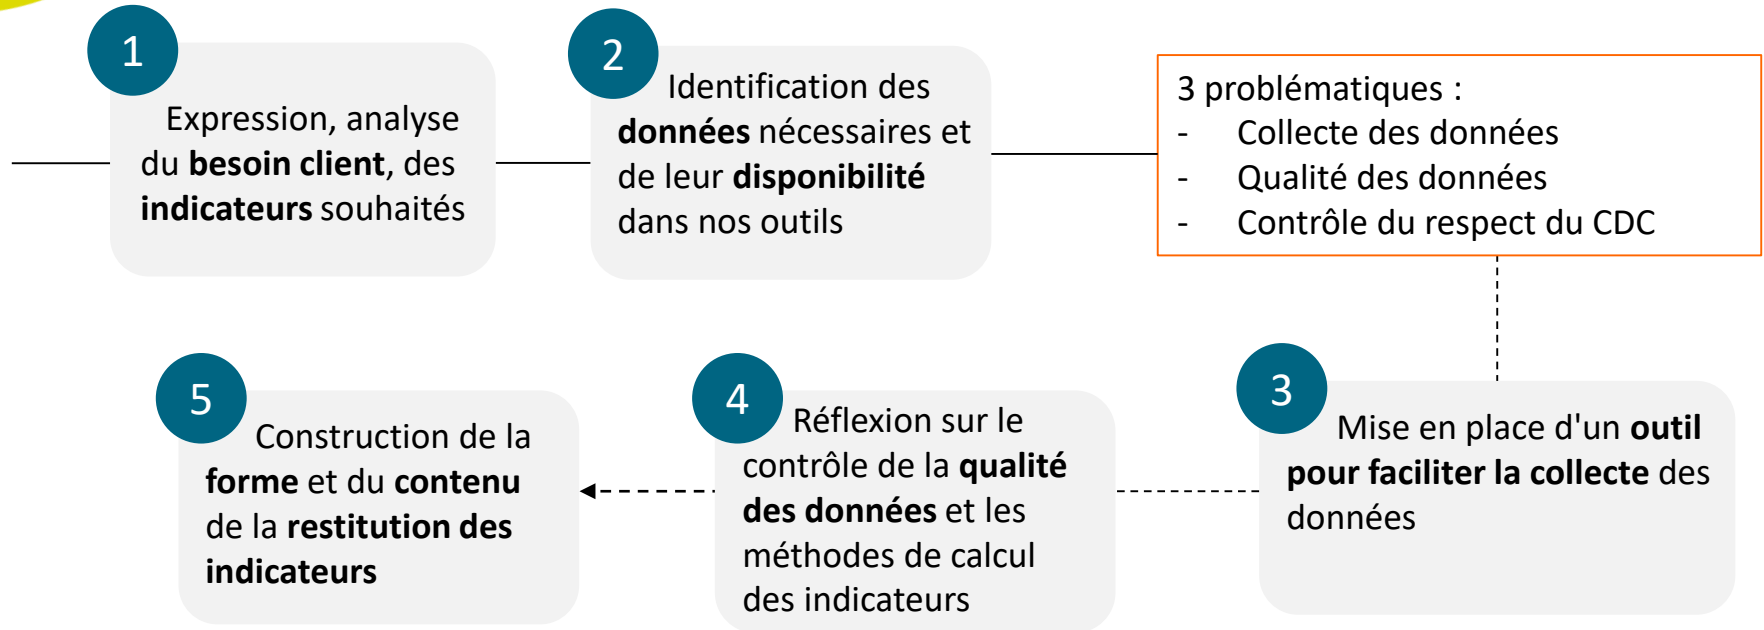 1
Expression, analyse
du besoin client, des
indicateurs souhaités
2
Identification des
données nécessaires et
de leur disponibilité
dans nos outils
3 problématiques :
- Collecte des données
- Qualité des données
- Contrôle du respect du CDC
3
Mise en place d'un outil
pour faciliter la collecte des
données
4
Réflexion sur le
contrôle de la qualité
des données et les
méthodes de calcul
des indicateurs
5
Construction de la
forme et du contenu
de la restitution des
indicateurs